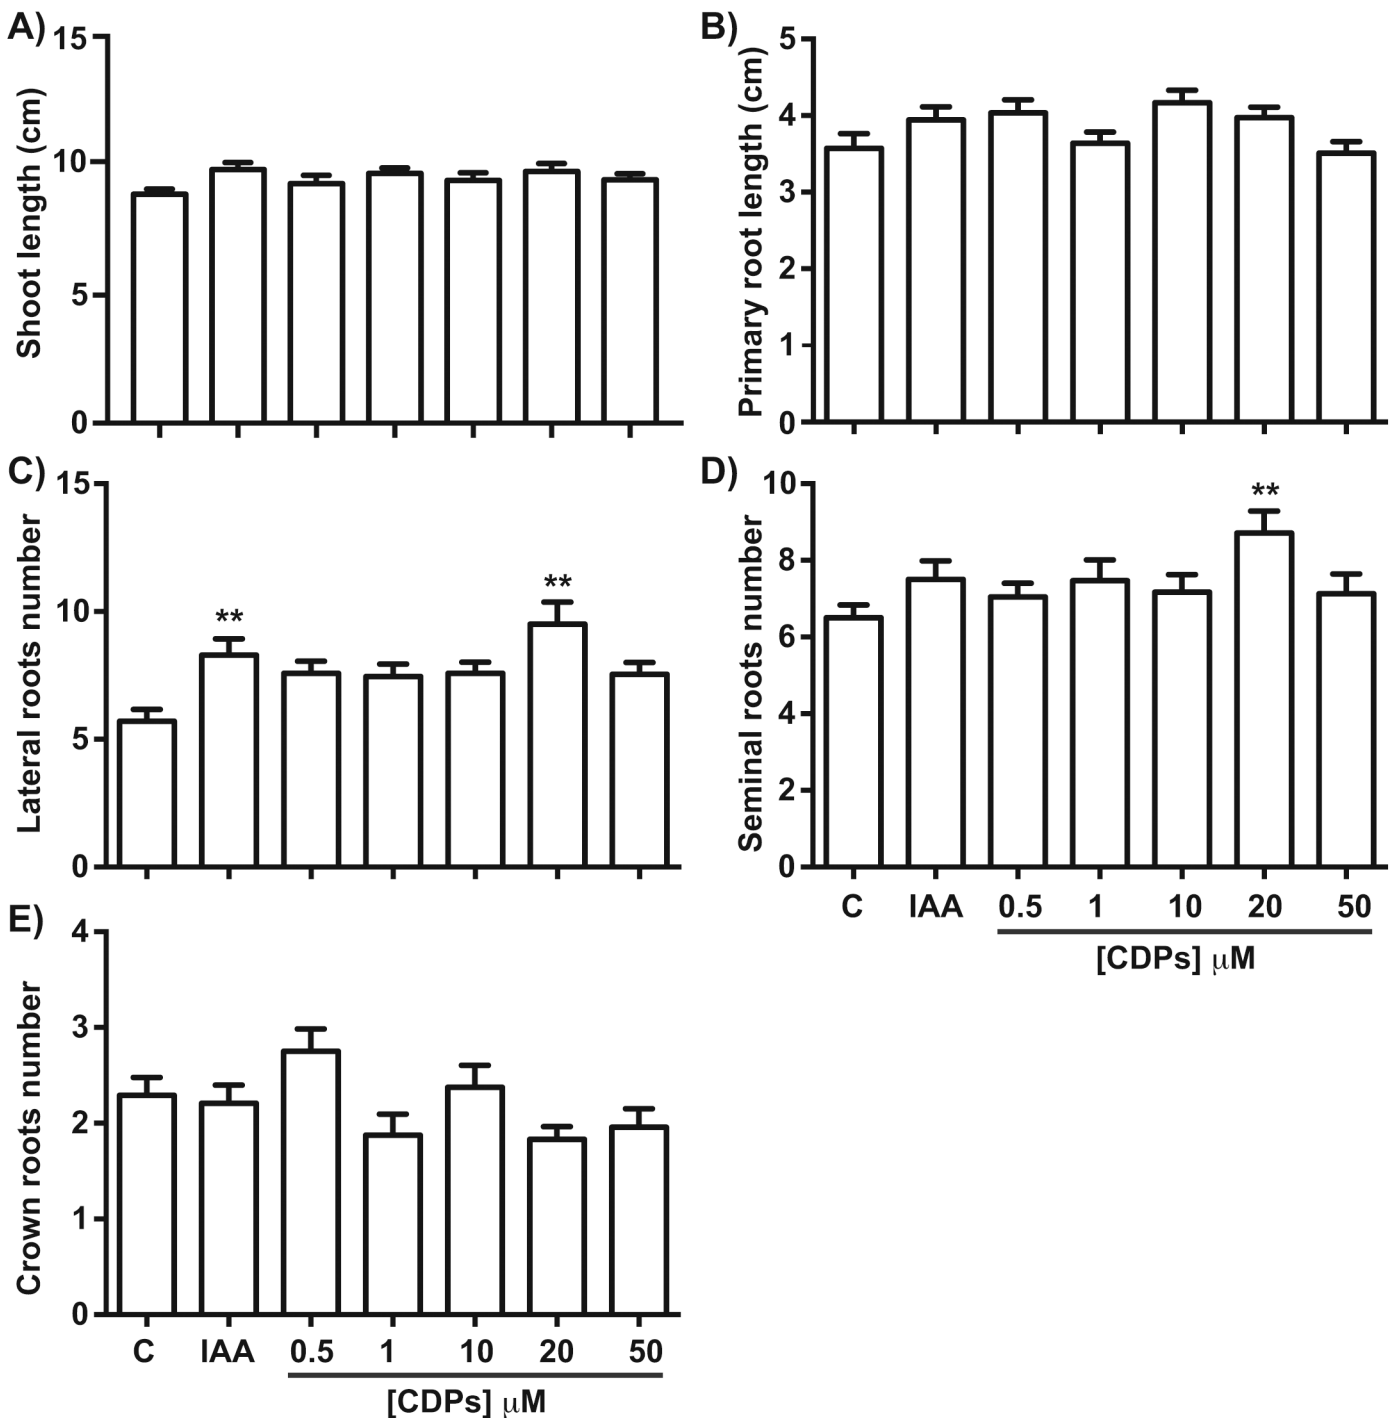 A)
Shoot length (cm)
15
10
5
0
B)
Primary root length (cm)
5
4
3
2
1
0
C)
Lateral roots number
15
10
5
0
**
**
D)
Seminal roots number
10
8
6
4
2
0
**
C IAA 0.5 1 10 20 50
[CDPs] μM
E)
Crown roots number
4
3
2
1
0
C IAA 0.5 1 10 20 50
[CDPs] μM